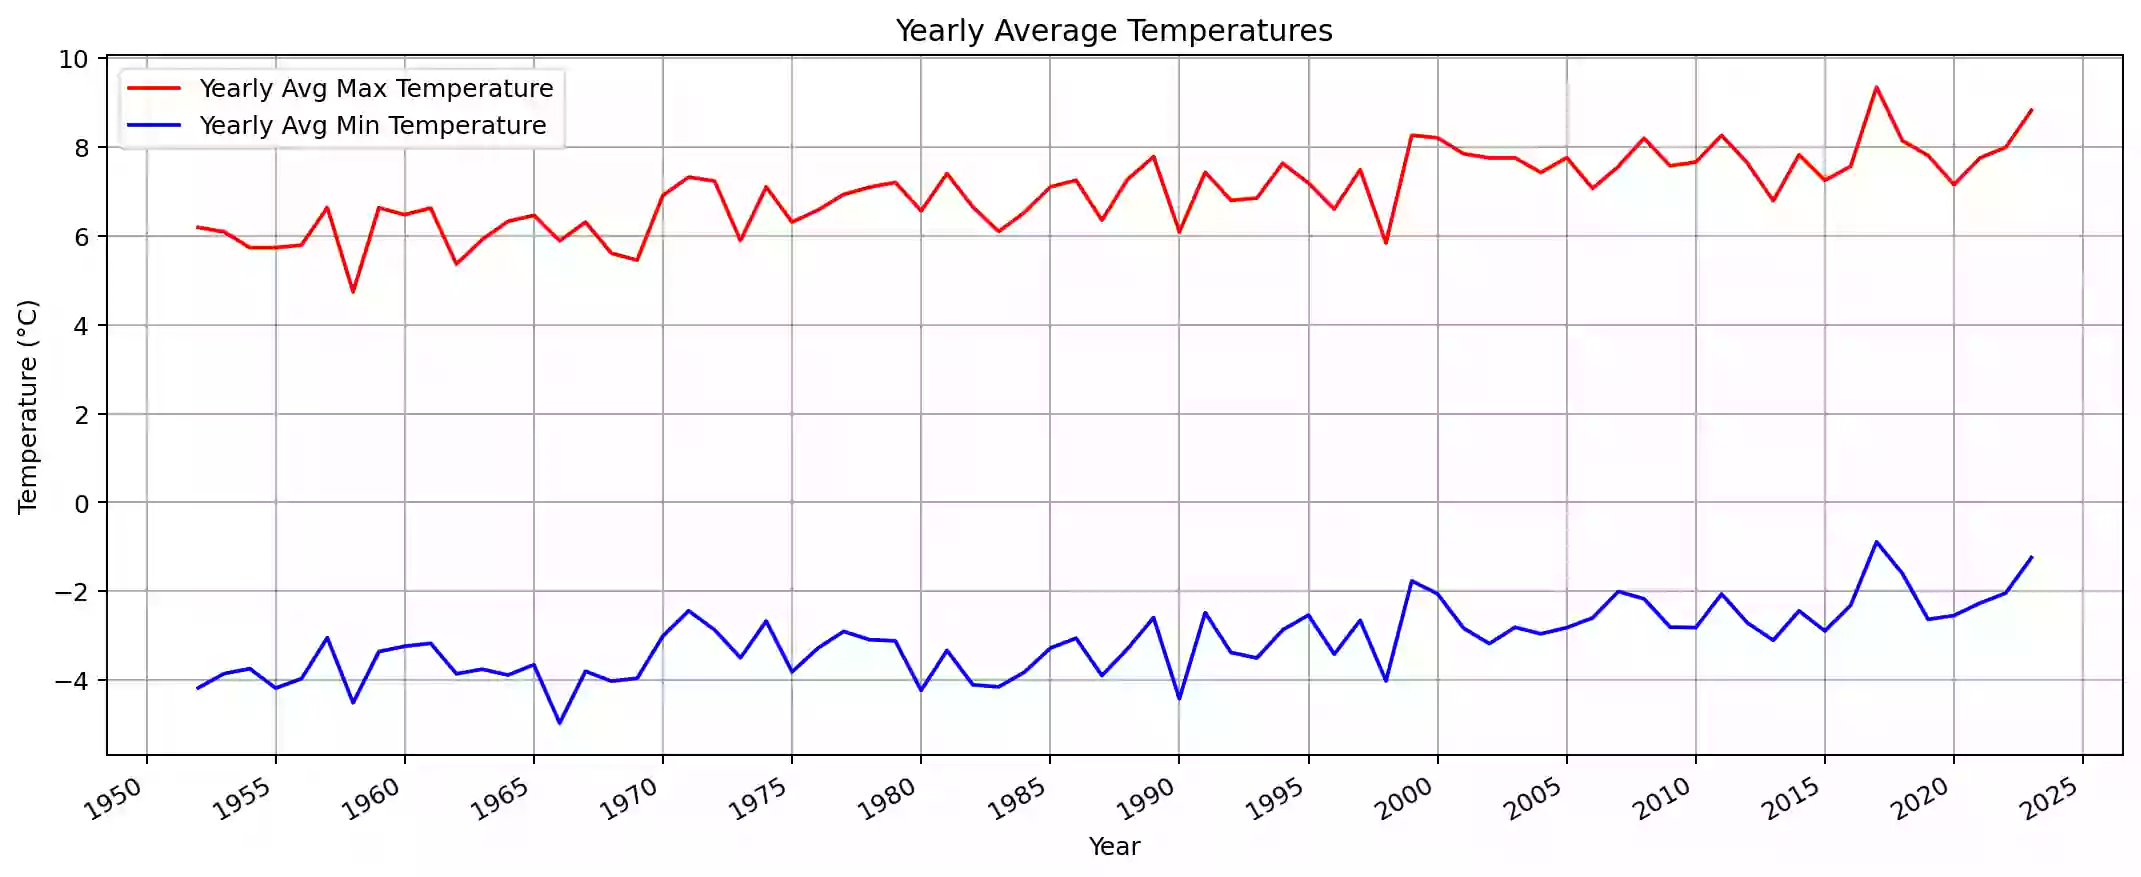 Yearly Average Temperatures
10
Yearly Avg Max Temperature
Yearly Avg Min Temperature
8
6
4
2
0
−2
−4
Temperature (°C)
1950 1955 1960 1965 1970 1975 1980 1985 1990 1995 2000 2005 2010 2015 2020 2025
Year